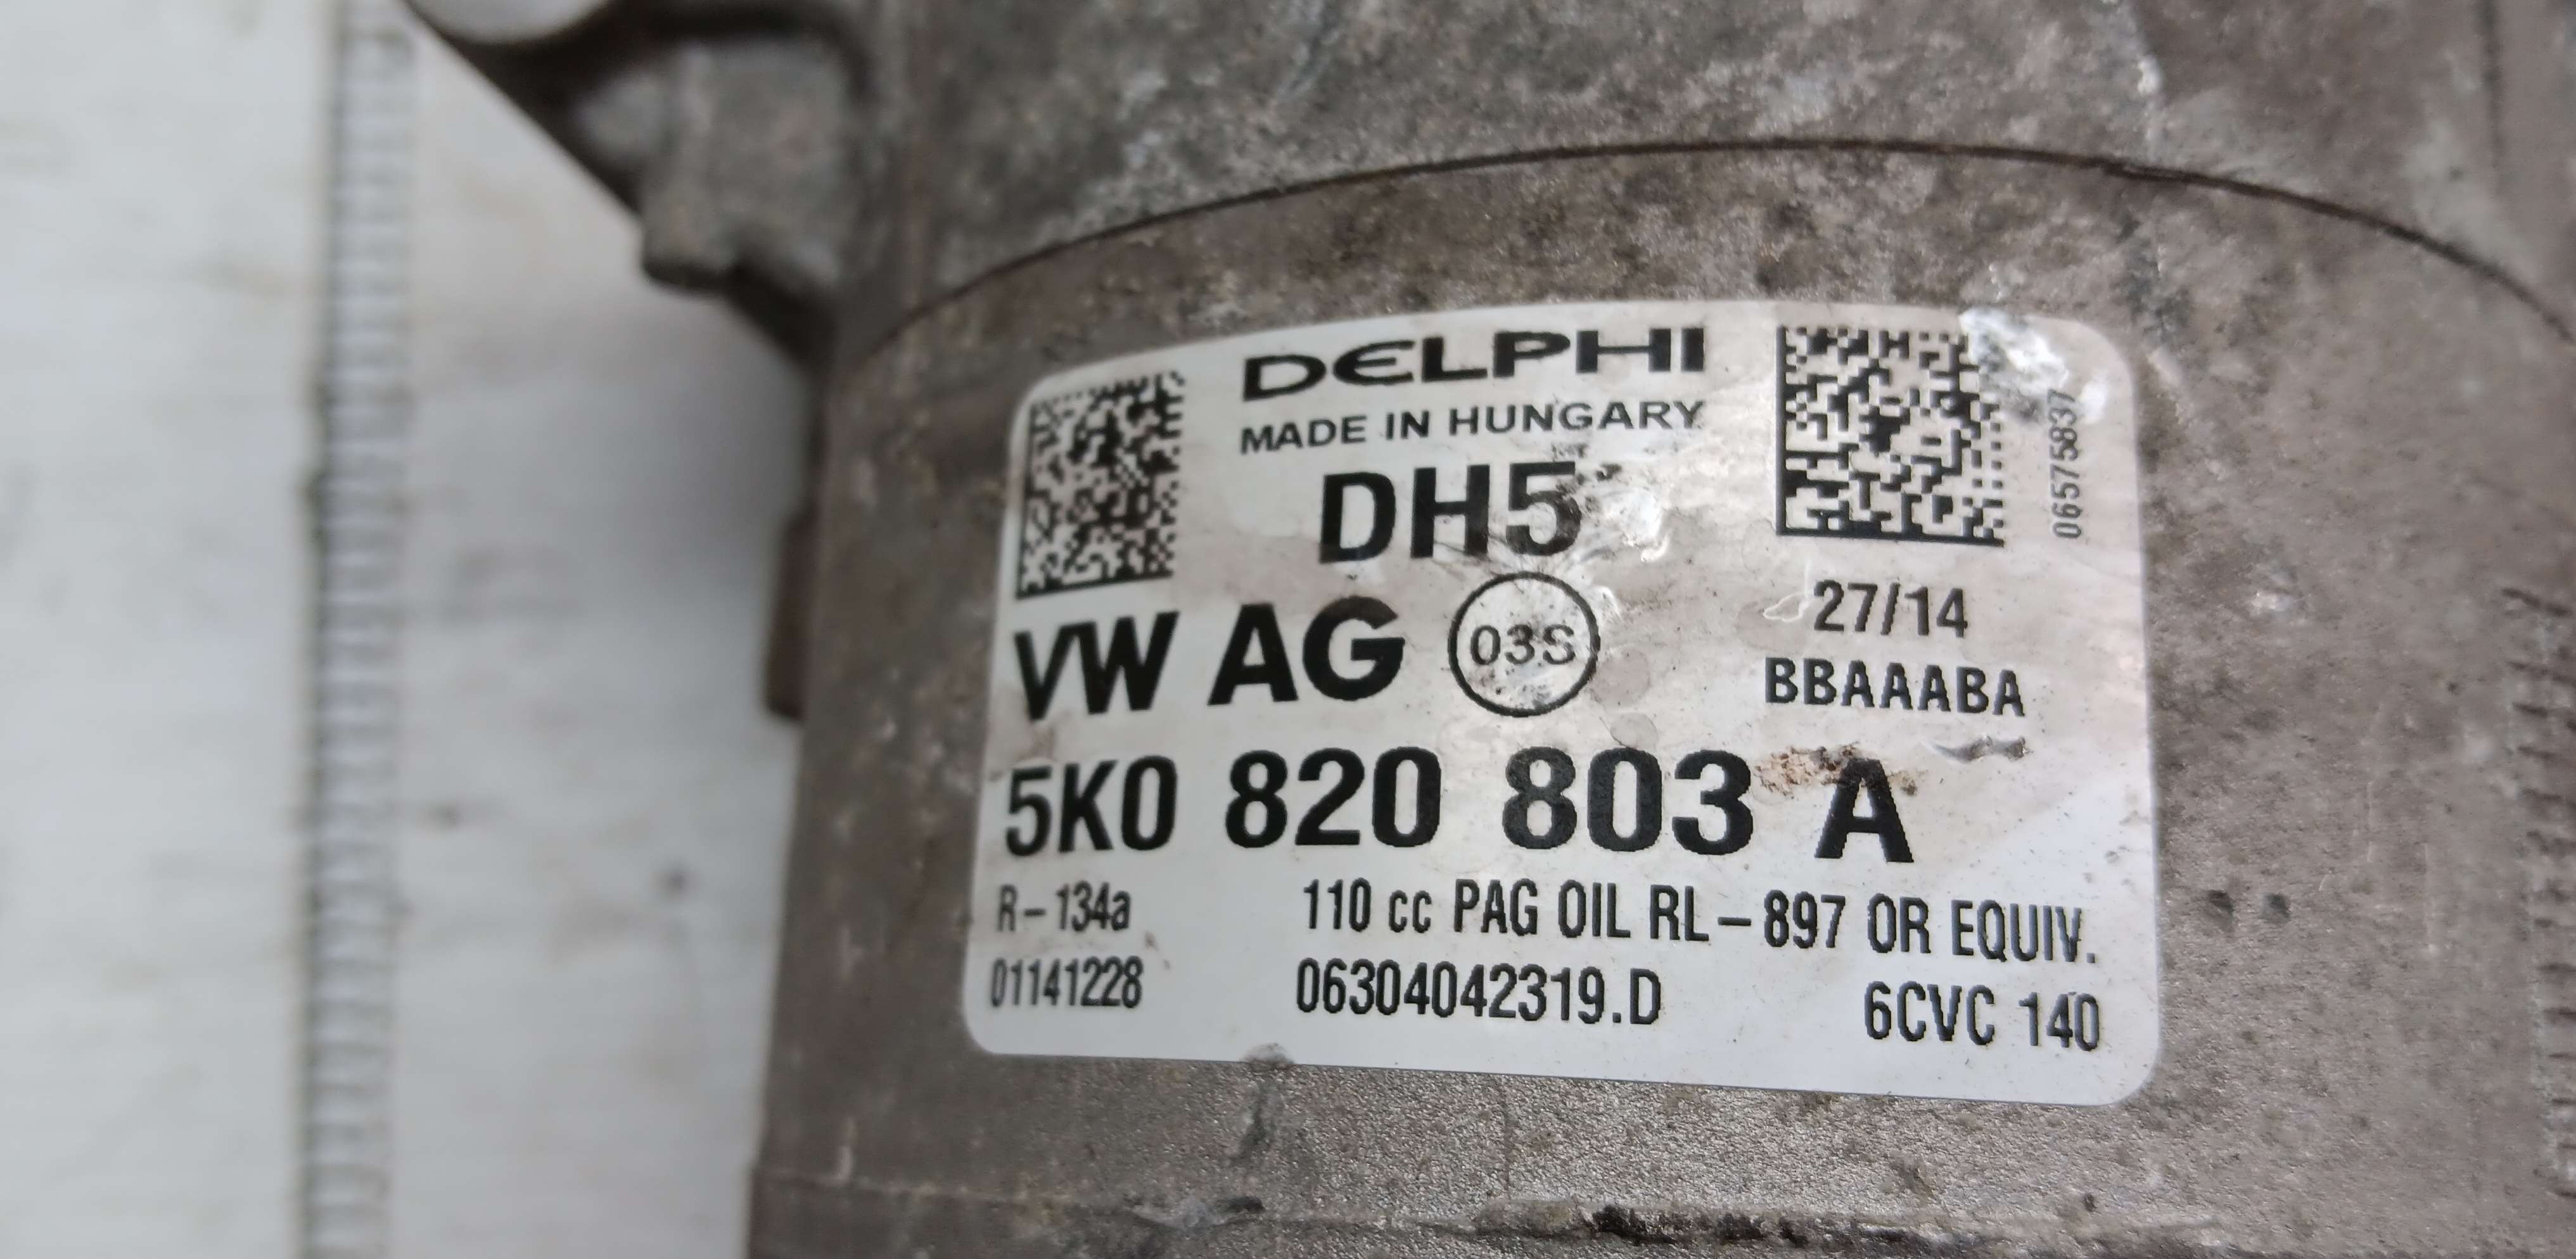 DELPHI
MADE IN HUNGARY
DH5
06575837
VW AG 03S
27/14
BBAAABA
5K0 820 803 A
R-134a 110 cc PAG OIL RL-897 OR EQUIV.
01141228 06304042319.D 6CVC 140